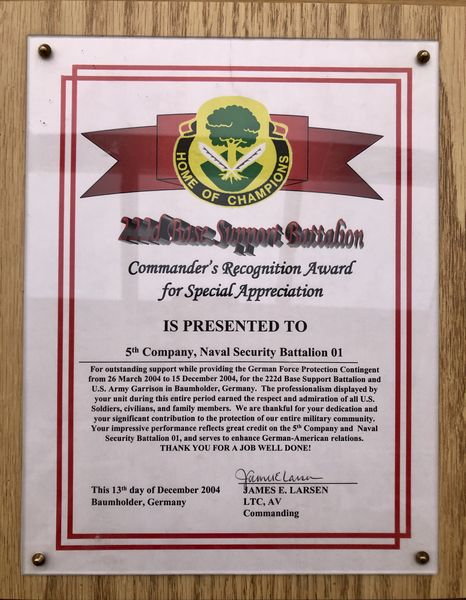 HOME OF CHAMPIONS
222d Base Support Battalion
Commander's Recognition Award
for Special Appreciation
IS PRESENTED TO
5th Company, Naval Security Battalion 01
For outstanding support while providing the German Force Protection Contingent
from 26 March 2004 to 15 December 2004, for the 222d Base Support Battalion and
U.S. Army Garrison in Baumholder, Germany. The professionalism displayed by
your unit during this entire period earned the respect and admiration of all U.S.
Soldiers, civilians, and family members. We are thankful for your dedication and
your significant contribution to the protection of our entire military community.
Your impressive performance reflects great credit on the 5th Company and Naval
Security Battalion 01, and serves to enhance German-American relations.
THANK YOU FOR A JOB WELL DONE!
James E Larsen
This 13th day of December 2004
Baumholder, Germany
JAMES E. LARSEN
LTC, AV
Commanding